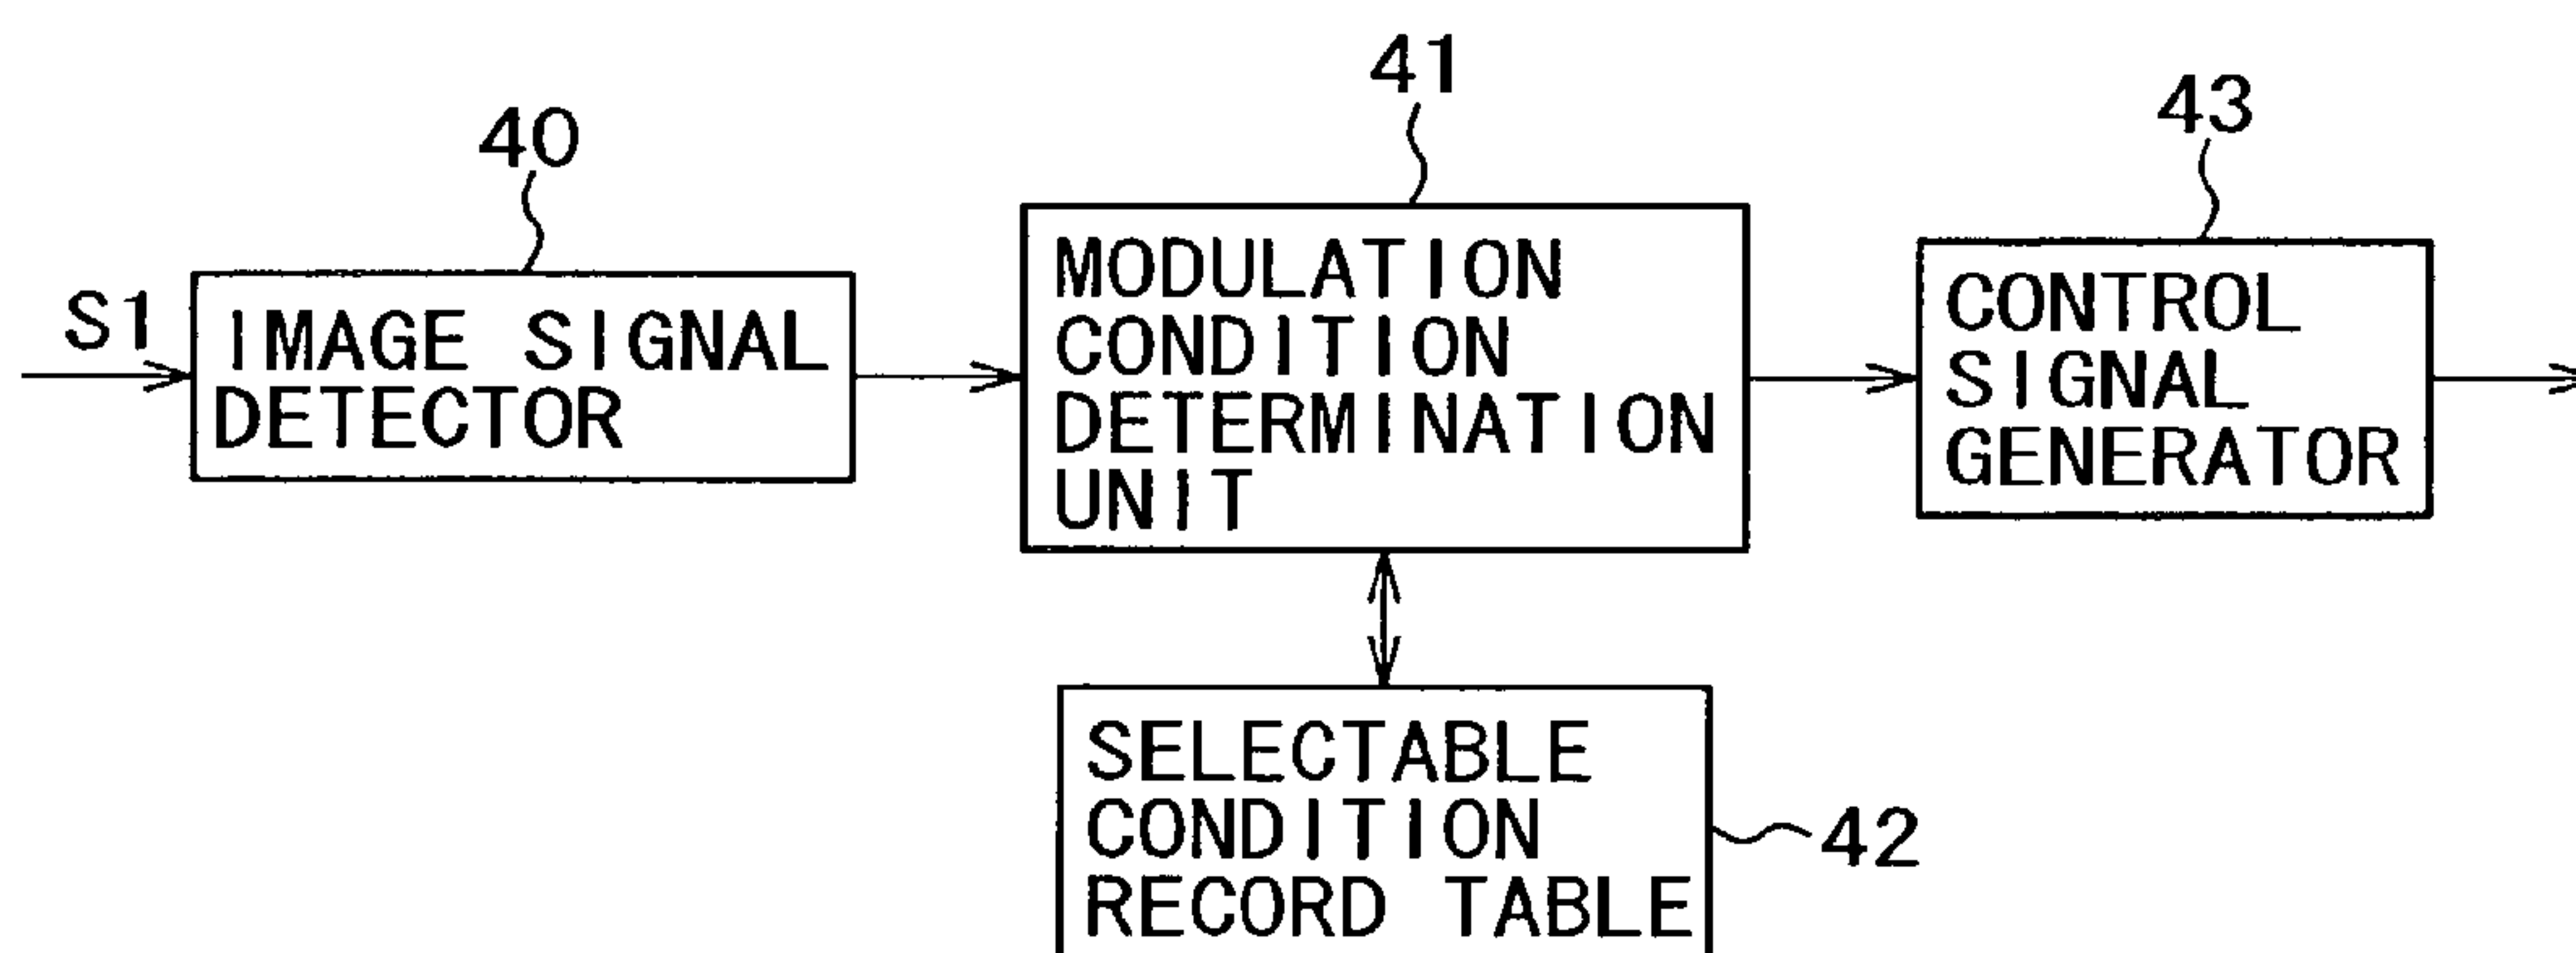 41
43
40
S1
IMAGE SIGNAL
DETECTOR
MODULATION
CONDITION
DETERMINATION
UNIT
CONTROL
SIGNAL
GENERATOR
SELECTABLE
CONDITION
RECORD TABLE
42